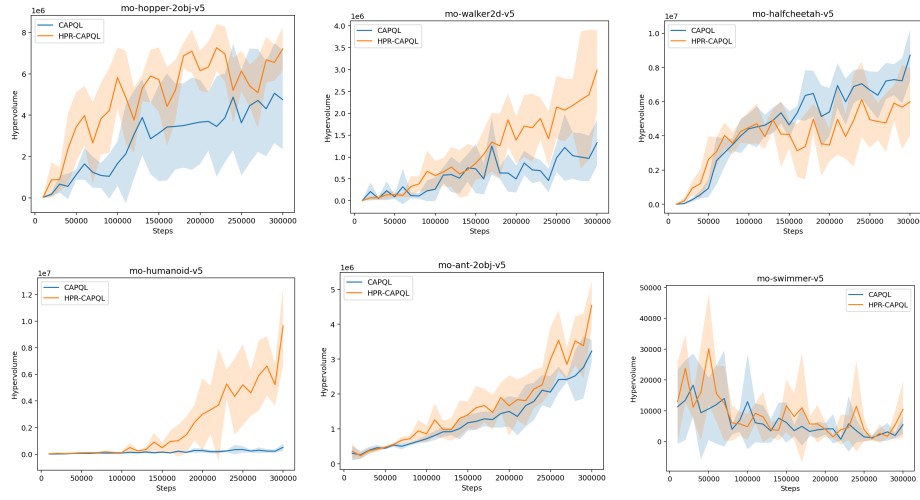 mo-hopper-2obj-v5
1e6
CAPQL
HPR-CAPQL
Hypervolume
8
6
4
2
0
0 50000 100000 150000 200000 250000 300000
Steps
mo-walker2d-v5
1e6
CAPQL
HPR-CAPQL
Hypervolume
4.0
3.5
3.0
2.5
2.0
1.5
1.0
0.5
0.0
0 50000 100000 150000 200000 250000 300000
Steps
mo-halfcheetah-v5
1e7
CAPQL
HPR-CAPQL
Hypervolume
1.0
0.8
0.6
0.4
0.2
0.0
0 50000 100000 150000 200000 250000 300000
Steps
mo-humanoid-v5
1e7
CAPQL
HPR-CAPQL
Hypervolume
1.2
1.0
0.8
0.6
0.4
0.2
0.0
0 50000 100000 150000 200000 250000 300000
Steps
mo-ant-2obj-v5
1e6
CAPQL
HPR-CAPQL
Hypervolume
5
4
3
2
1
0
0 50000 100000 150000 200000 250000 300000
Steps
mo-swimmer-v5
CAPQL
HPR-CAPQL
Hypervolume
50000
40000
30000
20000
10000
0
0 50000 100000 150000 200000 250000 300000
Steps